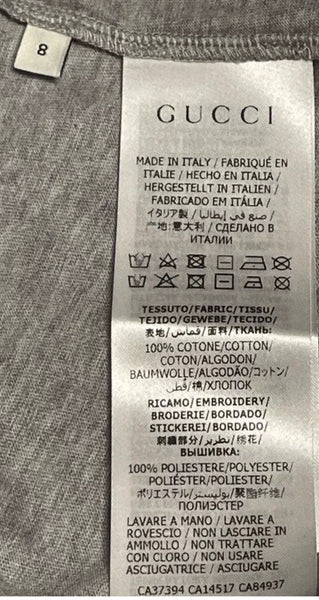 8
GUCCI
MADE IN ITALY / FABRIQUÉ EN
ITALIE / HECHO EN ITALIA /
HERGESTELLT IN ITALIEN /
FABRICADO EM ITÁLIA /
イタリア製 / صنع في إيطاليا /
产地:意大利 / СДЕЛАНО В
ИТАЛИИ
TESSUTO/FABRIC/TISSU/
TEJIDO/GEWEBE/TECIDO/
表地/قماش/面料/ТКАНЬ:
100% COTONE/COTTON/
COTON/ALGODON/
BAUMWOLLE/ALGODÃO/コットン/
قطن/棉/ХЛОПОК
RICAMO/EMBROIDERY/
BRODERIE/BORDADO/
STICKEREI/BORDADO/
刺繍部分/تطريز/绣花/
ВЫШИВКА:
100% POLIESTERE/POLYESTER/
POLIÉSTER/POLIESTER/
ポリエステル/بوليستر/聚酯纤维/
ПОЛИЭСТЕР
LAVARE A MANO / LAVARE A
ROVESCIO / NON LASCIARE IN
AMMOLLO / NON TRATTARE
CON CLORO / NON USARE
ASCIUGATRICE / ASCIUGARE
CA37394 CA14517 CA84937